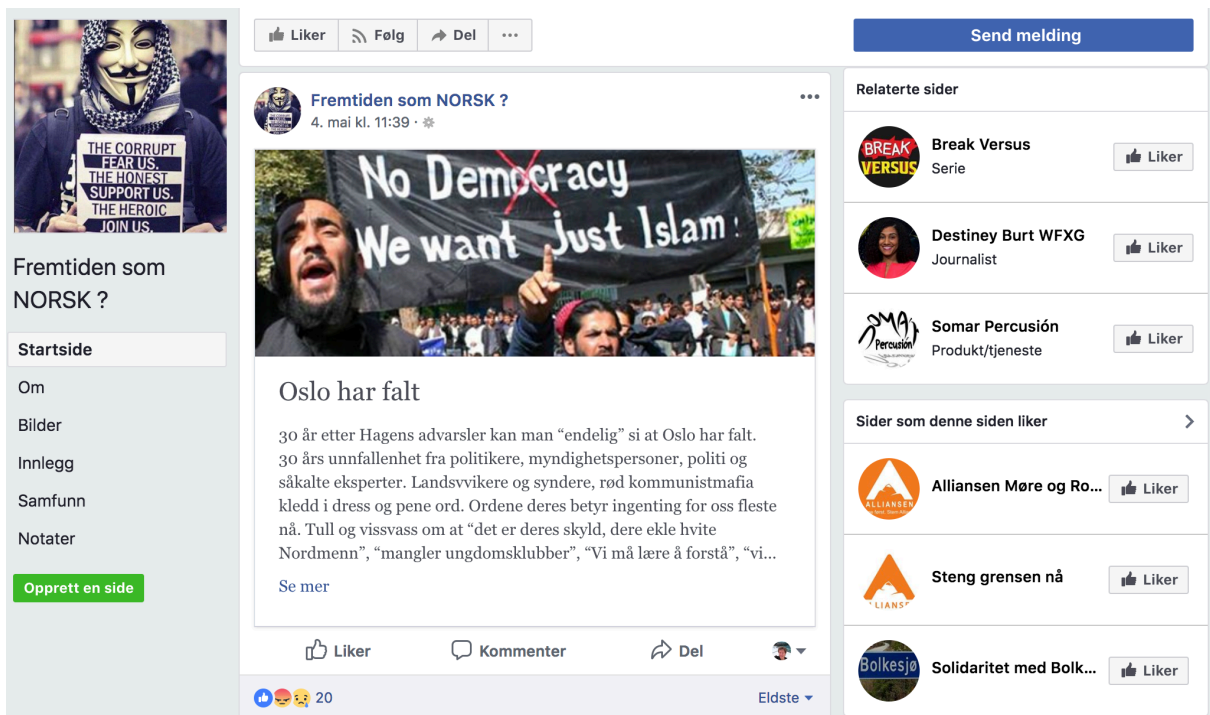 THE CORRUPT
FEAR US.
THE HONEST
SUPPORT US.
THE HEROIC
JOIN US.
Fremtiden som
NORSK ?
Startside
Om
Bilder
Innlegg
Samfunn
Notater
Opprett en side
Liker
Følg
Del
Fremtiden som NORSK ?
4. mai kl. 11:39 ·
No Democracy
We want Just Islam
Oslo har falt
30 år etter Hagens advarsler kan man “endelig” si at Oslo har falt.
30 års unnfallenhet fra politikere, myndighetspersoner, politi og
såkalte eksperter. Landsvvikere og syndere, rød kommunistmafia
kledd i dress og pene ord. Ordene deres betyr ingenting for oss fleste
nå. Tull og vissvass om at “det er deres skyld, dere ekle hvite
Nordmenn”, “mangler ungdomsklubber”, “Vi må lære å forstå”, “vi...
Se mer
Liker
Kommenter
Del
20
Eldste
Send melding
Relaterte sider
BREAK
VERSUS
Break Versus
Serie
Liker
Destiney Burt WFXG
Journalist
Liker
SOMAR
Percusión
Somar Percusión
Produkt/tjeneste
Liker
Sider som denne siden liker
ALLIANSEN
Alliansen Møre og Ro...
Liker
LIANSE
Steng grensen nå
Liker
Bolkesjø
Solidaritet med Bolk...
Liker